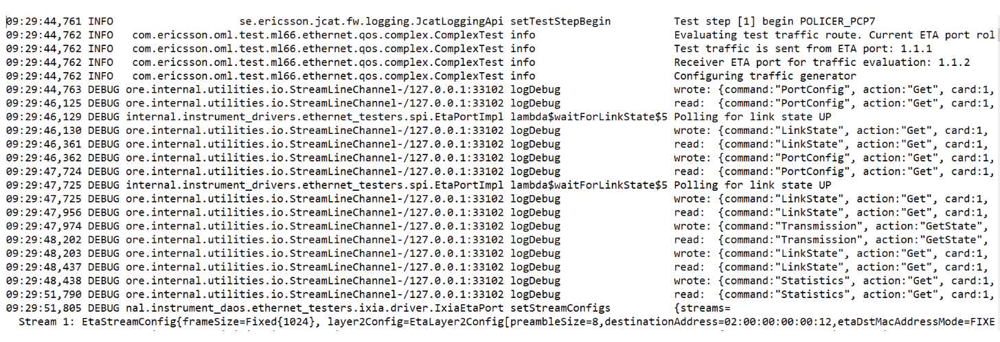 09:29:44,761 INFO                      se.ericsson.jcat.fw.logging.JcatLoggingApi setTestStepBegin          Test step [1] begin POLICER_PCP7
09:29:44,762 INFO   com.ericsson.oml.test.ml66.ethernet.qos.complex.ComplexTest info                      Evaluating test traffic route. Current ETA port rol
09:29:44,762 INFO   com.ericsson.oml.test.ml66.ethernet.qos.complex.ComplexTest info                      Test traffic is sent from ETA port: 1.1.1
09:29:44,762 INFO   com.ericsson.oml.test.ml66.ethernet.qos.complex.ComplexTest info                      Receiver ETA port for traffic evaluation: 1.1.2
09:29:44,762 INFO   com.ericsson.oml.test.ml66.ethernet.qos.complex.ComplexTest info                      Configuring traffic generator
09:29:44,763 DEBUG ore.internal.utilities.io.StreamLineChannel-/127.0.0.1:33102 logDebug                  wrote: {command:"PortConfig", action:"Get", card:1,
09:29:46,125 DEBUG ore.internal.utilities.io.StreamLineChannel-/127.0.0.1:33102 logDebug                  read:  {command:"PortConfig", action:"Get", card:1,
09:29:46,129 DEBUG internal.instrument_drivers.ethernet_testers.spi.EtaPortImpl lambda$waitForLinkState$5 Polling for link state UP
09:29:46,130 DEBUG ore.internal.utilities.io.StreamLineChannel-/127.0.0.1:33102 logDebug                  wrote: {command:"LinkState", action:"Get", card:1,
09:29:46,361 DEBUG ore.internal.utilities.io.StreamLineChannel-/127.0.0.1:33102 logDebug                  read:  {command:"LinkState", action:"Get", card:1,
09:29:46,362 DEBUG ore.internal.utilities.io.StreamLineChannel-/127.0.0.1:33102 logDebug                  wrote: {command:"PortConfig", action:"Get", card:1,
09:29:47,724 DEBUG ore.internal.utilities.io.StreamLineChannel-/127.0.0.1:33102 logDebug                  read:  {command:"PortConfig", action:"Get", card:1,
09:29:47,725 DEBUG internal.instrument_drivers.ethernet_testers.spi.EtaPortImpl lambda$waitForLinkState$5 Polling for link state UP
09:29:47,725 DEBUG ore.internal.utilities.io.StreamLineChannel-/127.0.0.1:33102 logDebug                  wrote: {command:"LinkState", action:"Get", card:1,
09:29:47,956 DEBUG ore.internal.utilities.io.StreamLineChannel-/127.0.0.1:33102 logDebug                  read:  {command:"LinkState", action:"Get", card:1,
09:29:47,974 DEBUG ore.internal.utilities.io.StreamLineChannel-/127.0.0.1:33102 logDebug                  wrote: {command:"Transmission", action:"GetState",
09:29:48,202 DEBUG ore.internal.utilities.io.StreamLineChannel-/127.0.0.1:33102 logDebug                  read:  {command:"Transmission", action:"GetState",
09:29:48,203 DEBUG ore.internal.utilities.io.StreamLineChannel-/127.0.0.1:33102 logDebug                  wrote: {command:"LinkState", action:"Get", card:1,
09:29:48,437 DEBUG ore.internal.utilities.io.StreamLineChannel-/127.0.0.1:33102 logDebug                  read:  {command:"LinkState", action:"Get", card:1,
09:29:48,438 DEBUG ore.internal.utilities.io.StreamLineChannel-/127.0.0.1:33102 logDebug                  wrote: {command:"Statistics", action:"Get", card:1,
09:29:51,790 DEBUG ore.internal.utilities.io.StreamLineChannel-/127.0.0.1:33102 logDebug                  read:  {command:"Statistics", action:"Get", card:1,
09:29:51,805 DEBUG nal.instrument_daos.ethernet_testers.ixia.driver.IxiaEtaPort setStreamConfigs          {streams=
  Stream 1: EtaStreamConfig{frameSize=Fixed{1024}, layer2Config=EtaLayer2Config[preambleSize=8,destinationAddress=02:00:00:00:00:12,etaDstMacAddressMode=FIXE